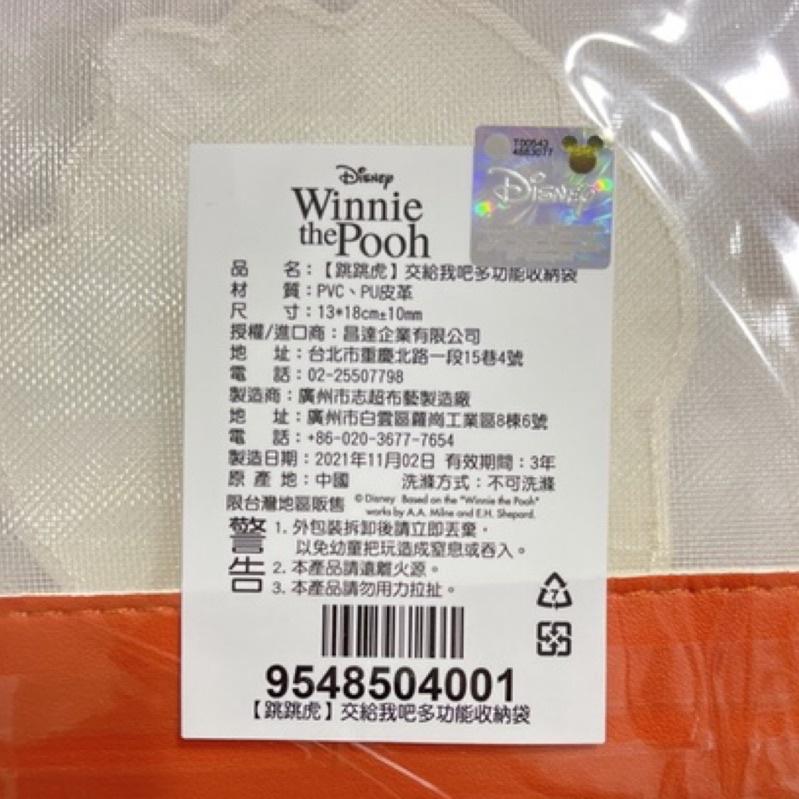 T00543
4883077
Disney
Disney
Winnie
the Pooh
品 名：【跳跳虎】交給我吧多功能收納袋
材 質：PVC、PU皮革
尺 寸：13*18cm±10mm
授權/進口商：昌達企業有限公司
地 址：台北市重慶北路一段15巷4號
電 話：02-25507798
製造商：廣州市志超布藝製造廠
地 址：廣州市白雲區蘿崗工業區8棟6號
電 話：+86-020-3677-7654
製造日期：2021年11月02日 有效期間：3年
原 產 地：中國 洗滌方式：不可洗滌
限台灣地區販售 ©Disney Based on the "Winnie the Pooh"
works by A.A. Milne and E.H. Shepard.
警告
1. 外包裝拆卸後請立即丟棄，
以免幼童把玩造成窒息或吞入。
2. 本產品請遠離火源。
3. 本產品請勿用力拉扯。
7
9548504001
【跳跳虎】交給我吧多功能收納袋